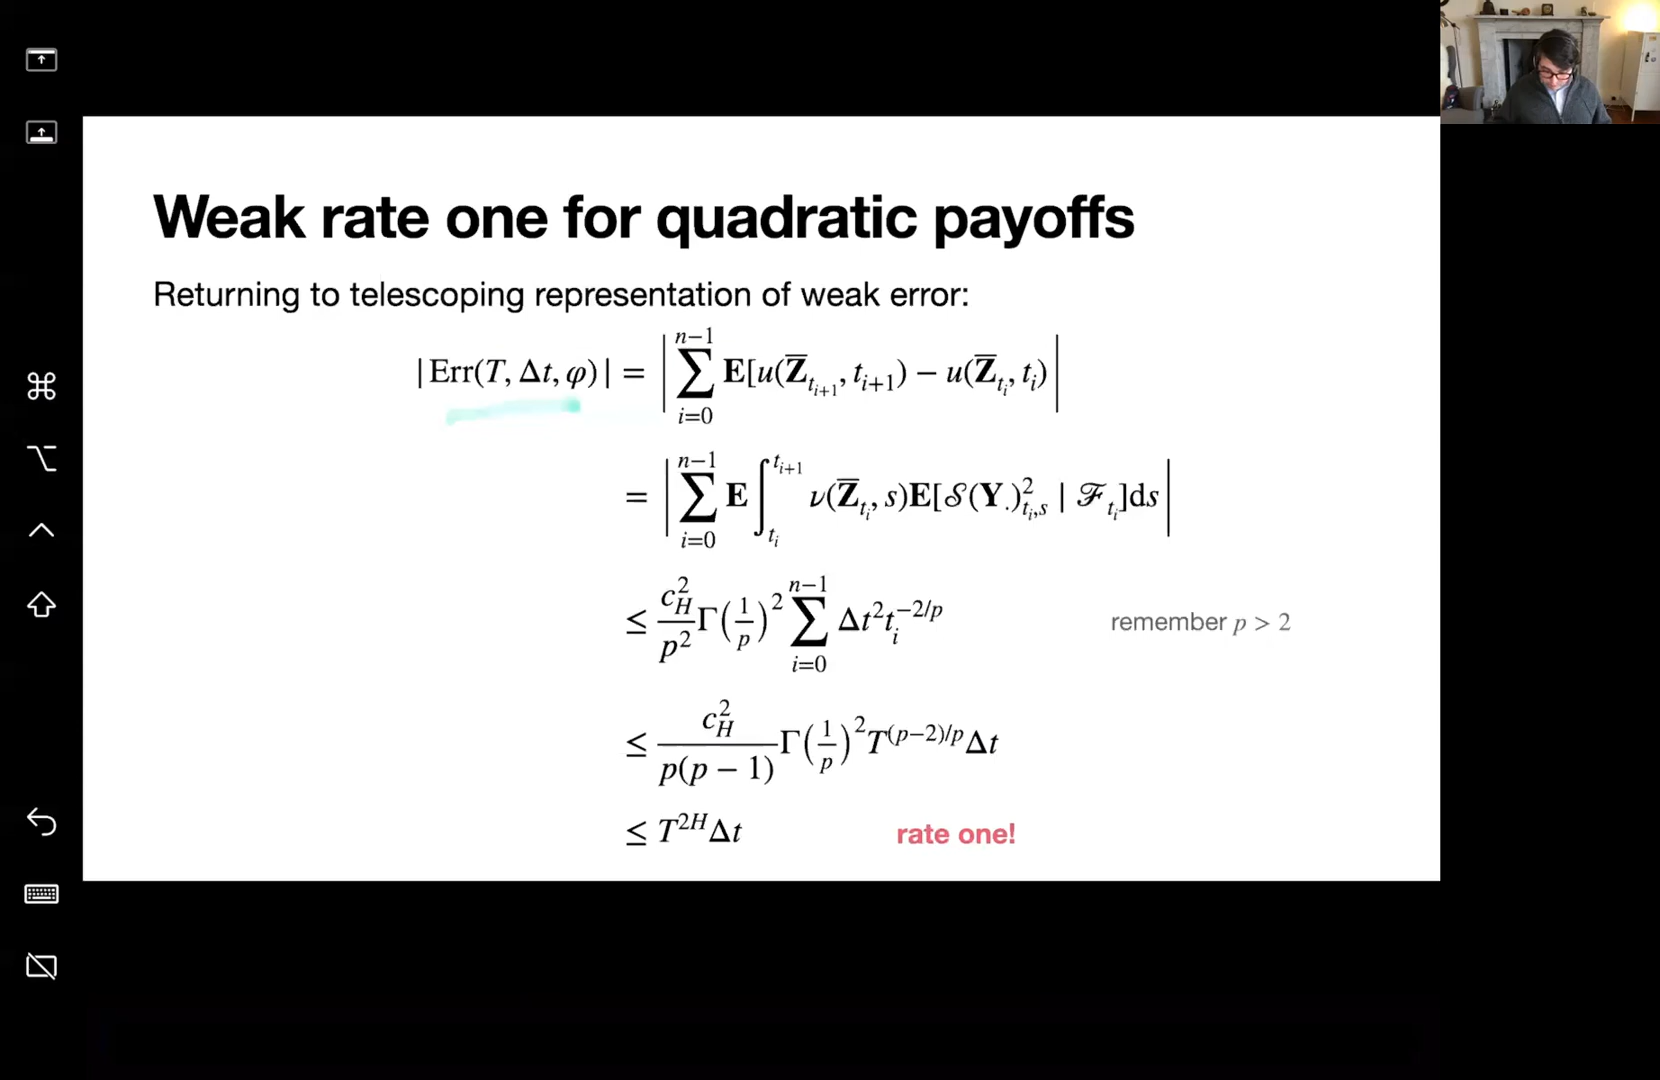 Weak rate one for quadratic payoffs
Returning to telescoping representation of weak error:
| Err(T, Δt, φ) | = | ∑_{i=0}^{n−1} E[u(Z̅_{t_{i+1}}, t_{i+1}) − u(Z̅_{t_i}, t_i) |
= | ∑_{i=0}^{n−1} E ∫_{t_i}^{t_{i+1}} ν(Z̅_{t_i}, s)E[𝒮(Y.)²_{t_i,s} | ℱ_{t_i}]ds |
≤ c_H²/p² Γ(1/p)² ∑_{i=0}^{n−1} Δt² t_i^{−2/p} remember p > 2
≤ c_H²/p(p − 1) Γ(1/p)² T^{(p−2)/p} Δt
≤ T^{2H} Δt rate one!